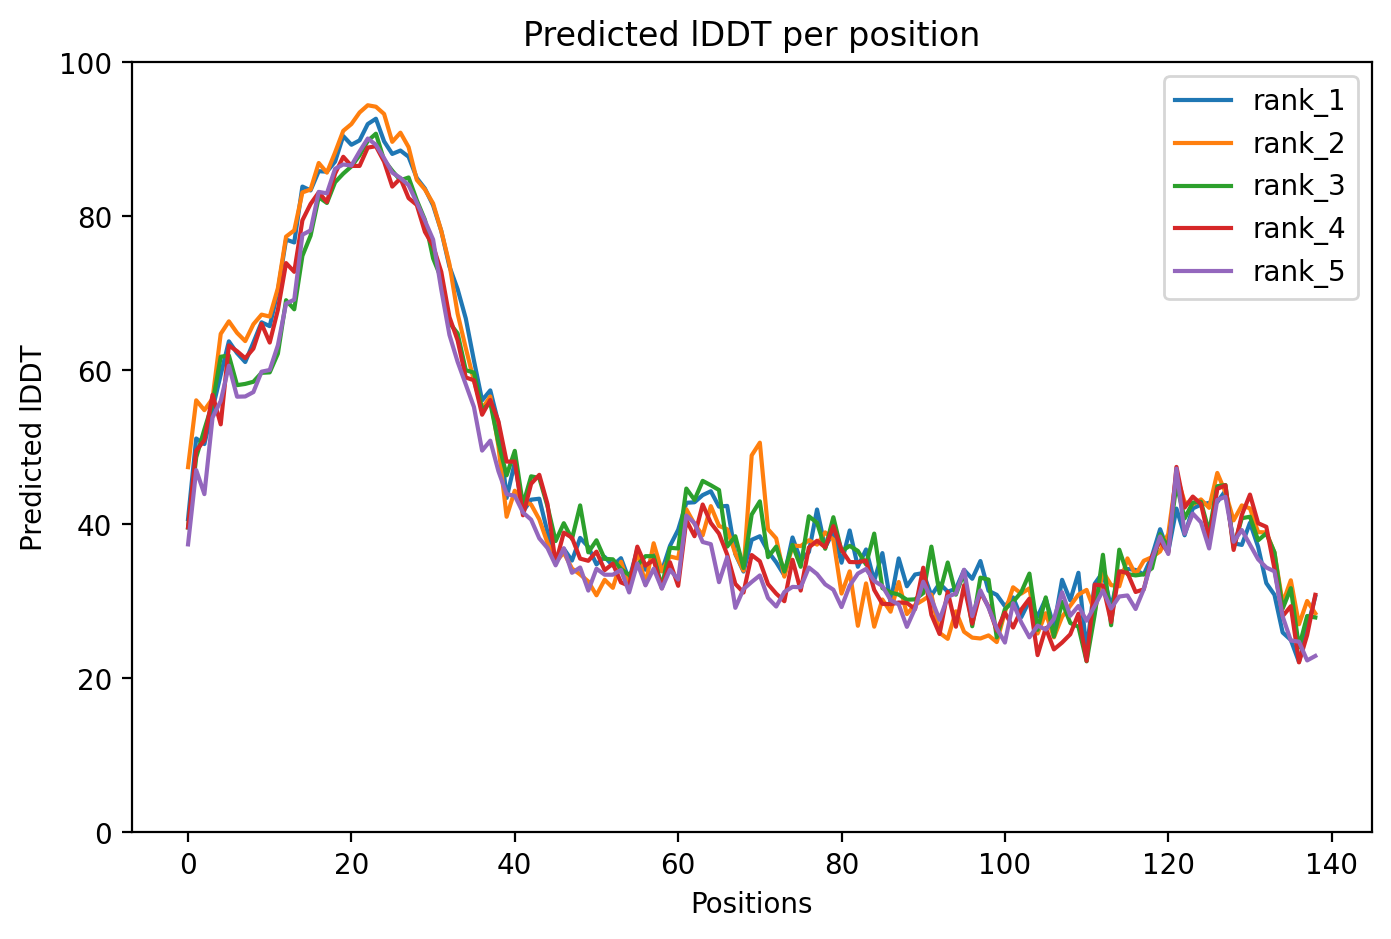 Predicted lDDT per position
100
80
60
40
20
0
Predicted lDDT
0 20 40 60 80 100 120 140
Positions
rank_1
rank_2
rank_3
rank_4
rank_5